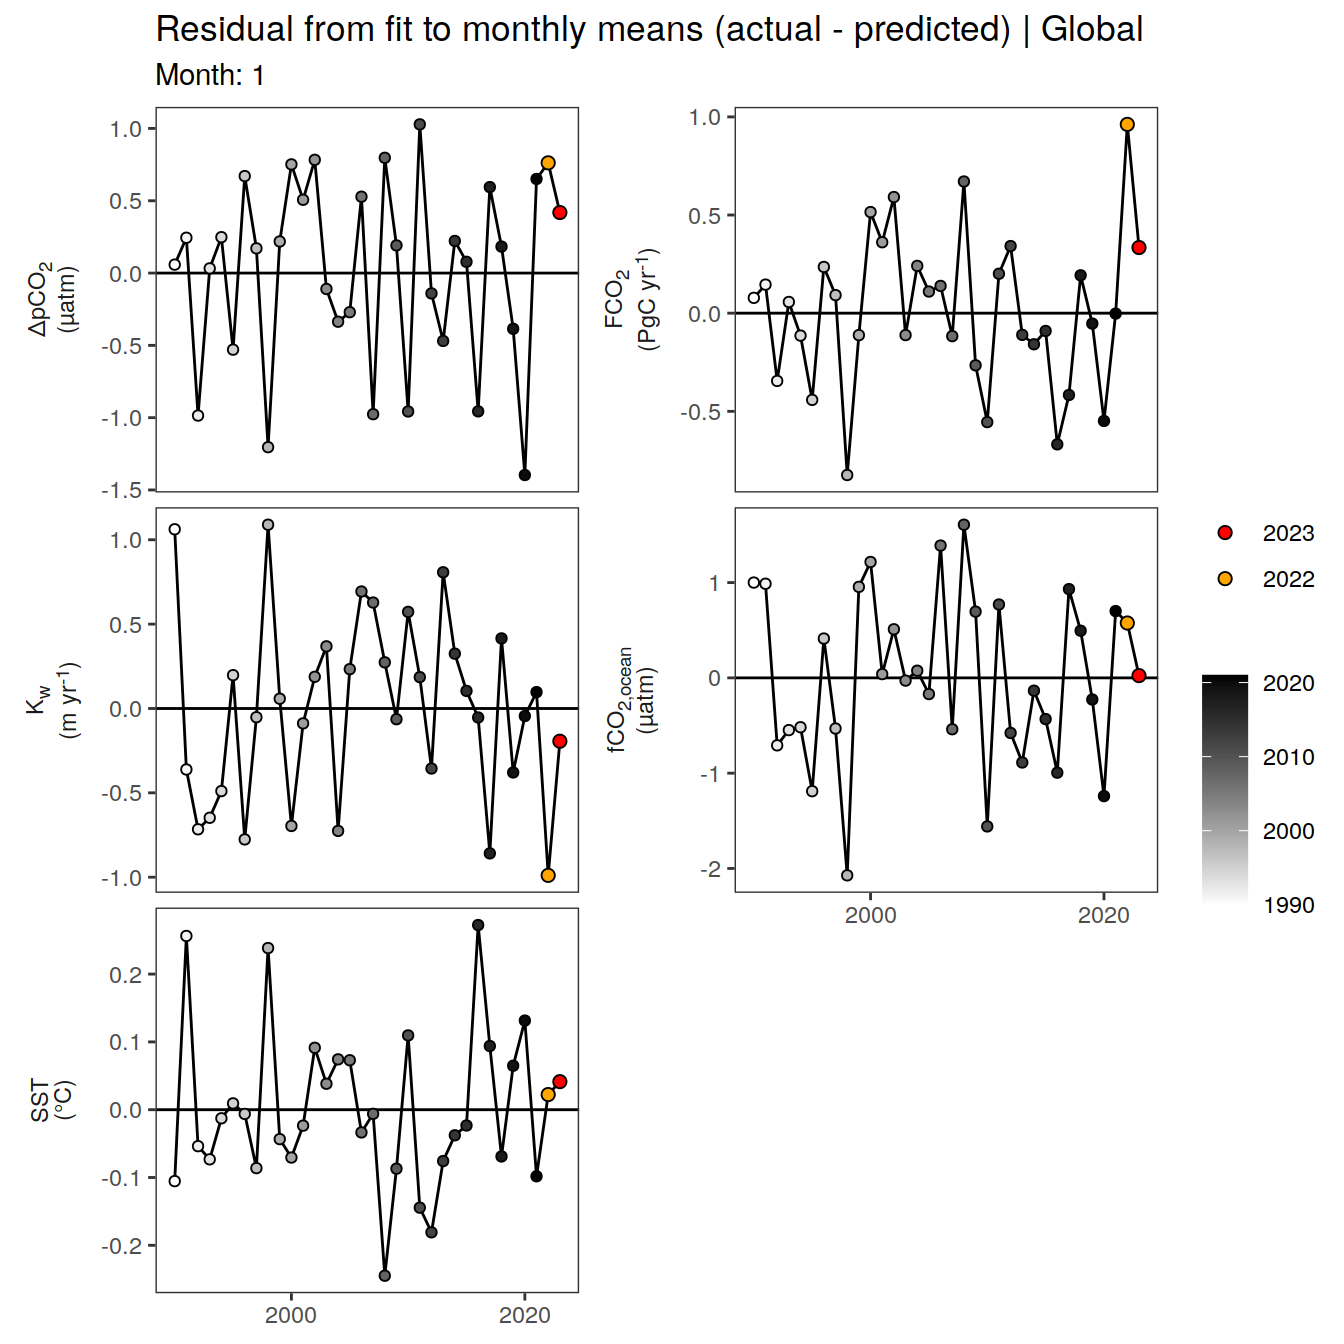 Residual from fit to monthly means (actual - predicted) | Global
Month: 1
ΔpCO2
(µatm)
1.0
0.5
0.0
-0.5
-1.0
-1.5
FCO2
(PgC yr-1)
1.0
0.5
0.0
-0.5
Kw
(m yr-1)
1.0
0.5
0.0
-0.5
-1.0
fCO2,ocean
(µatm)
1
0
-1
-2
2000
2020
SST
(°C)
0.2
0.1
0.0
-0.1
-0.2
2000
2020
2023
2022
2020
2010
2000
1990